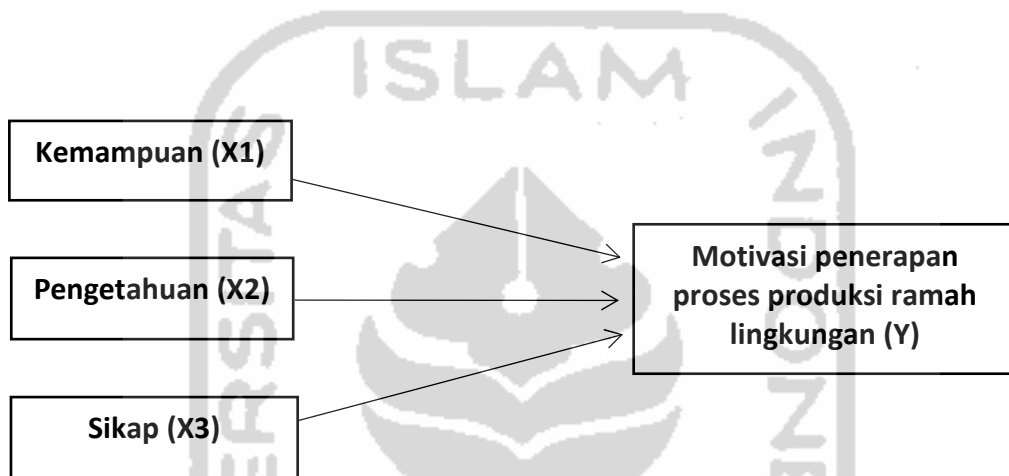 ISLAM
Kemampuan (X1)
Pengetahuan (X2)
Sikap (X3)
Motivasi penerapan
proses produksi ramah
lingkungan (Y)